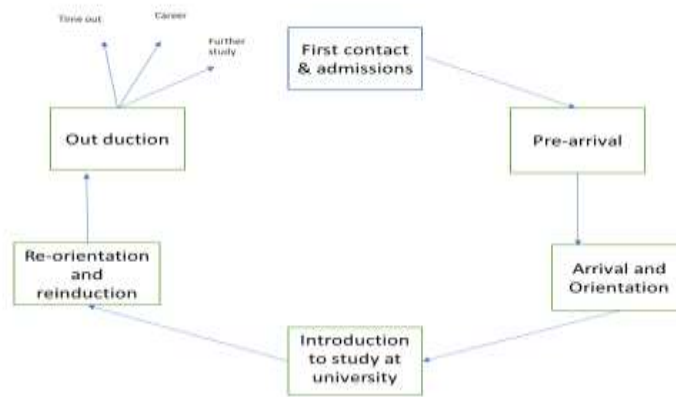 Time out
Career
Further
study
First contact
& admissions
Out duction
Pre-arrival
Re-orientation
and
reinduction
Arrival and
Orientation
Introduction
to study at
university